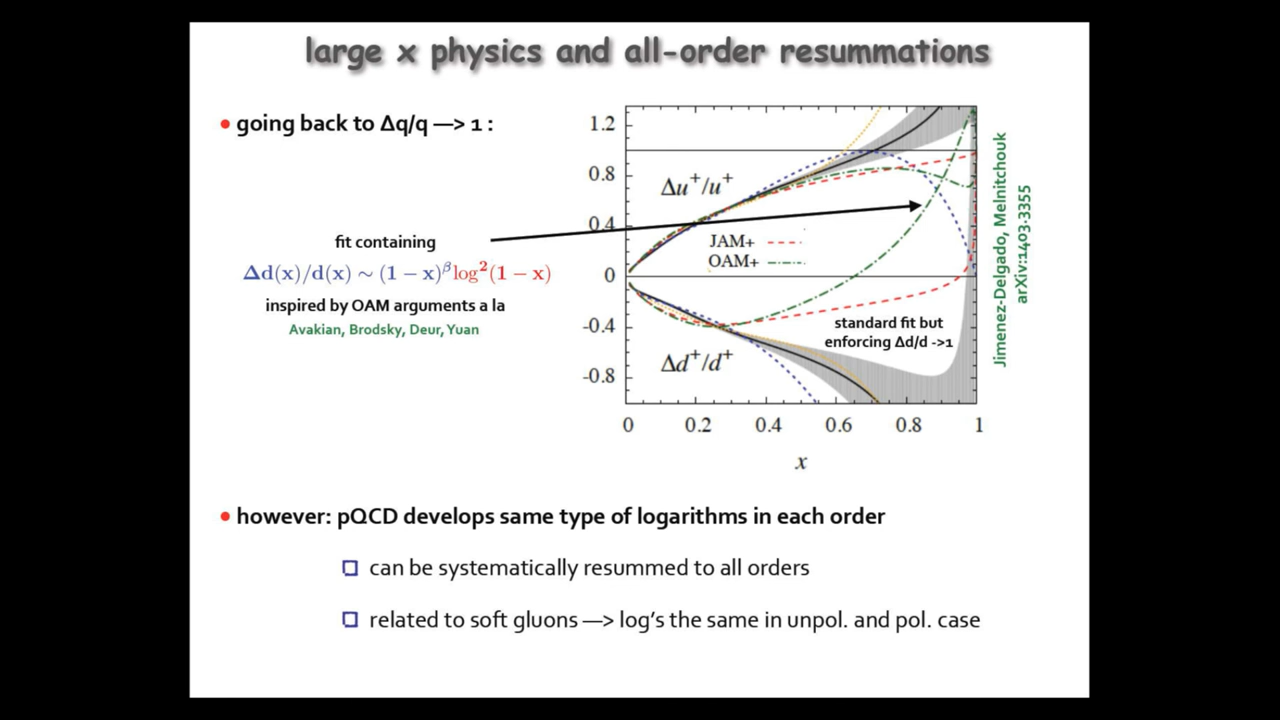 large x physics and all-order resummations
• going back to Δq/q —> 1 :
fit containing
Δd(x)/d(x) ∼ (1 − x)^β log²(1 − x)
inspired by OAM arguments a la
Avakian, Brodsky, Deur, Yuan
1.2
0.8
0.4
0
-0.4
-0.8
Δu⁺/u⁺
JAM+
OAM+
standard fit but
enforcing Δd/d ->1
Δd⁺/d⁺
0 0.2 0.4 0.6 0.8 1
x
Jimenez-Delgado, Melnitchouk
arXiv:1403.3355
• however: pQCD develops same type of logarithms in each order
can be systematically resummed to all orders
related to soft gluons —> log's the same in unpol. and pol. case